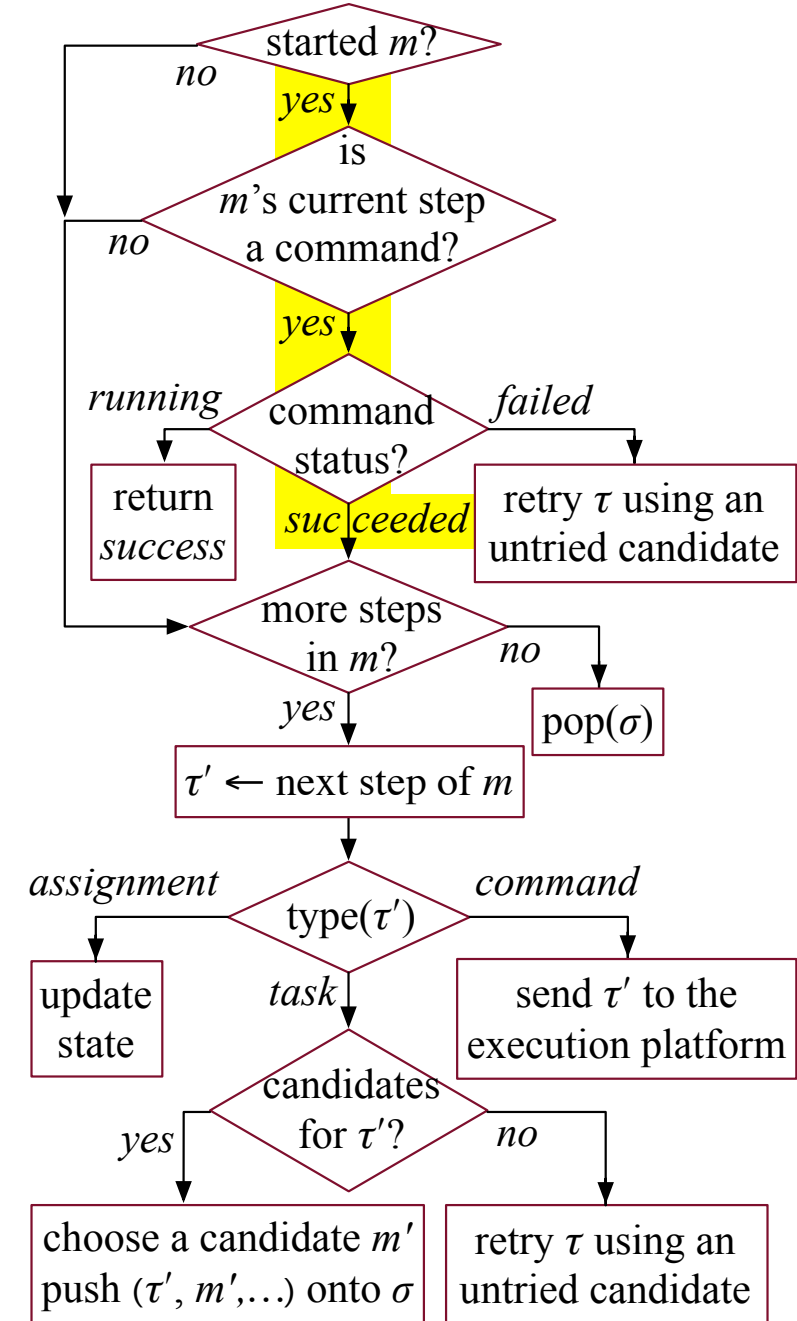 started m?
no
yes
is
m’s current step
a command?
no
yes
running
command
status?
failed
return
success
succeeded
retry τ using an
untried candidate
more steps
in m?
no
yes
pop(σ)
τ′ ← next step of m
assignment
type(τ′)
command
update
state
task
send τ′ to the
execution platform
candidates
for τ′?
yes
no
choose a candidate m′
push (τ′, m′,…) onto σ
retry τ using an
untried candidate